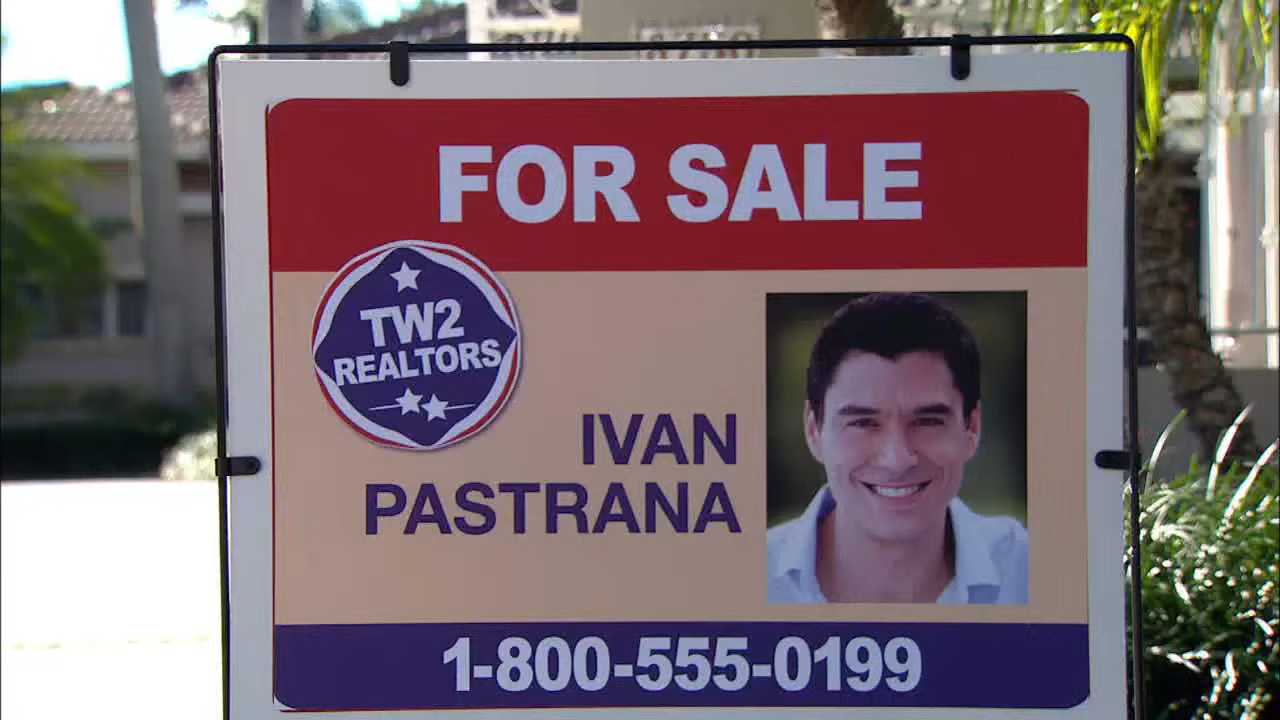 FOR SALE
TW2
REALTORS
IVAN
PASTRANA
1-800-555-0199